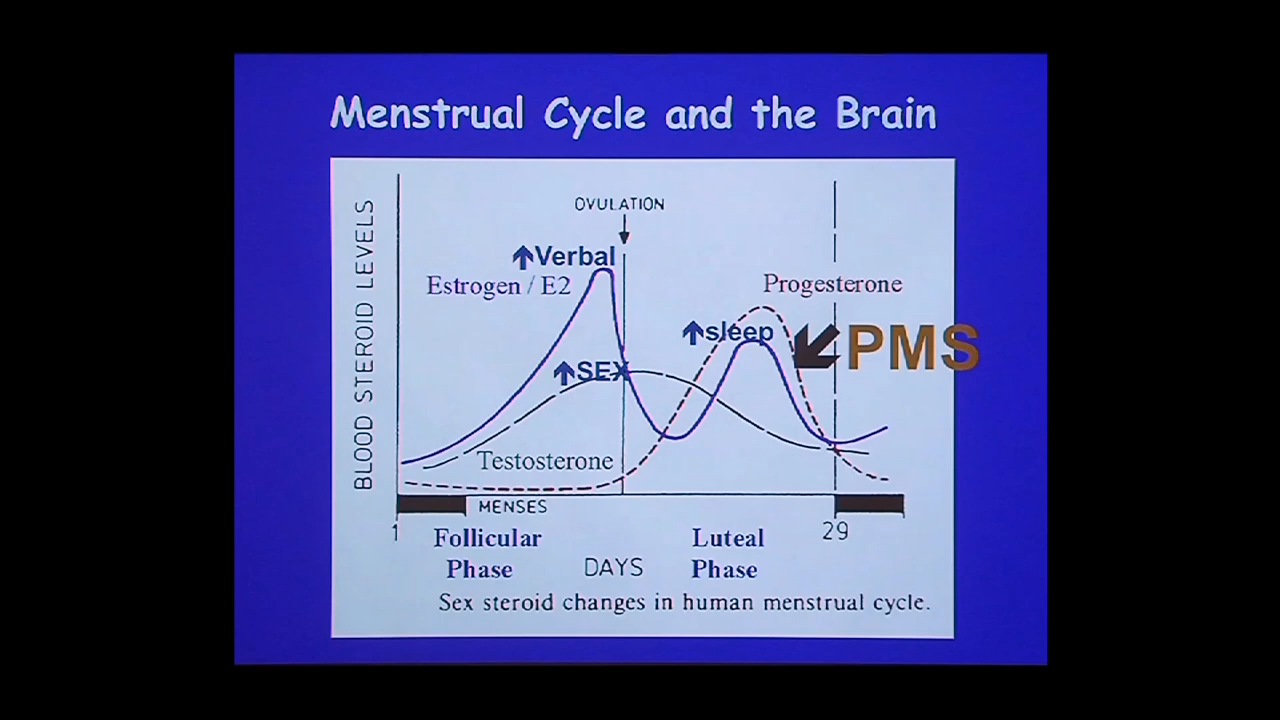 Menstrual Cycle and the Brain
BLOOD STEROID LEVELS
OVULATION
↑Verbal
Estrogen / E2
Progesterone
↑sleep
PMS
↑SEX
Testosterone
MENSES
1
29
Follicular Phase
Luteal Phase
DAYS
Sex steroid changes in human menstrual cycle.